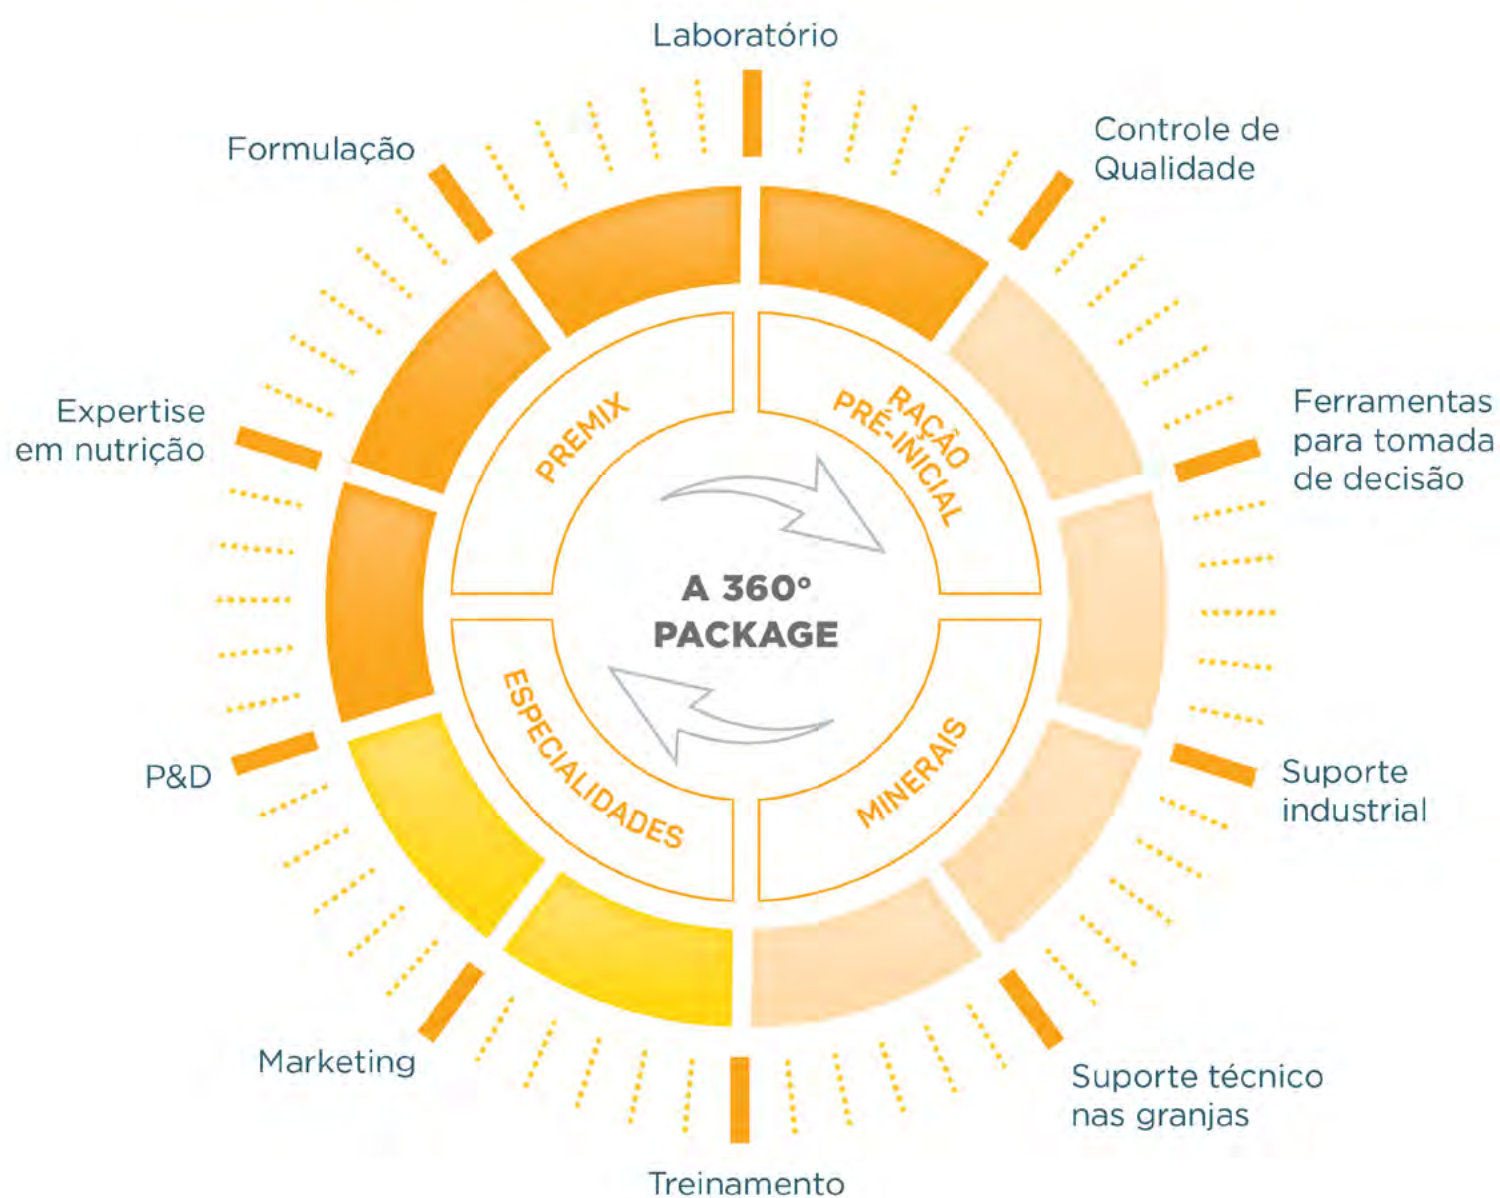 Laboratório
Controle de
Qualidade
Formulação
Ferramentas
para tomada
de decisão
Expertise
em nutrição
PREMIX
RAÇÃO
PRÉ-INICIAL
A 360°
PACKAGE
ESPECIALIDADES
MINERAIS
P&D
Suporte
industrial
Marketing
Suporte técnico
nas granjas
Treinamento